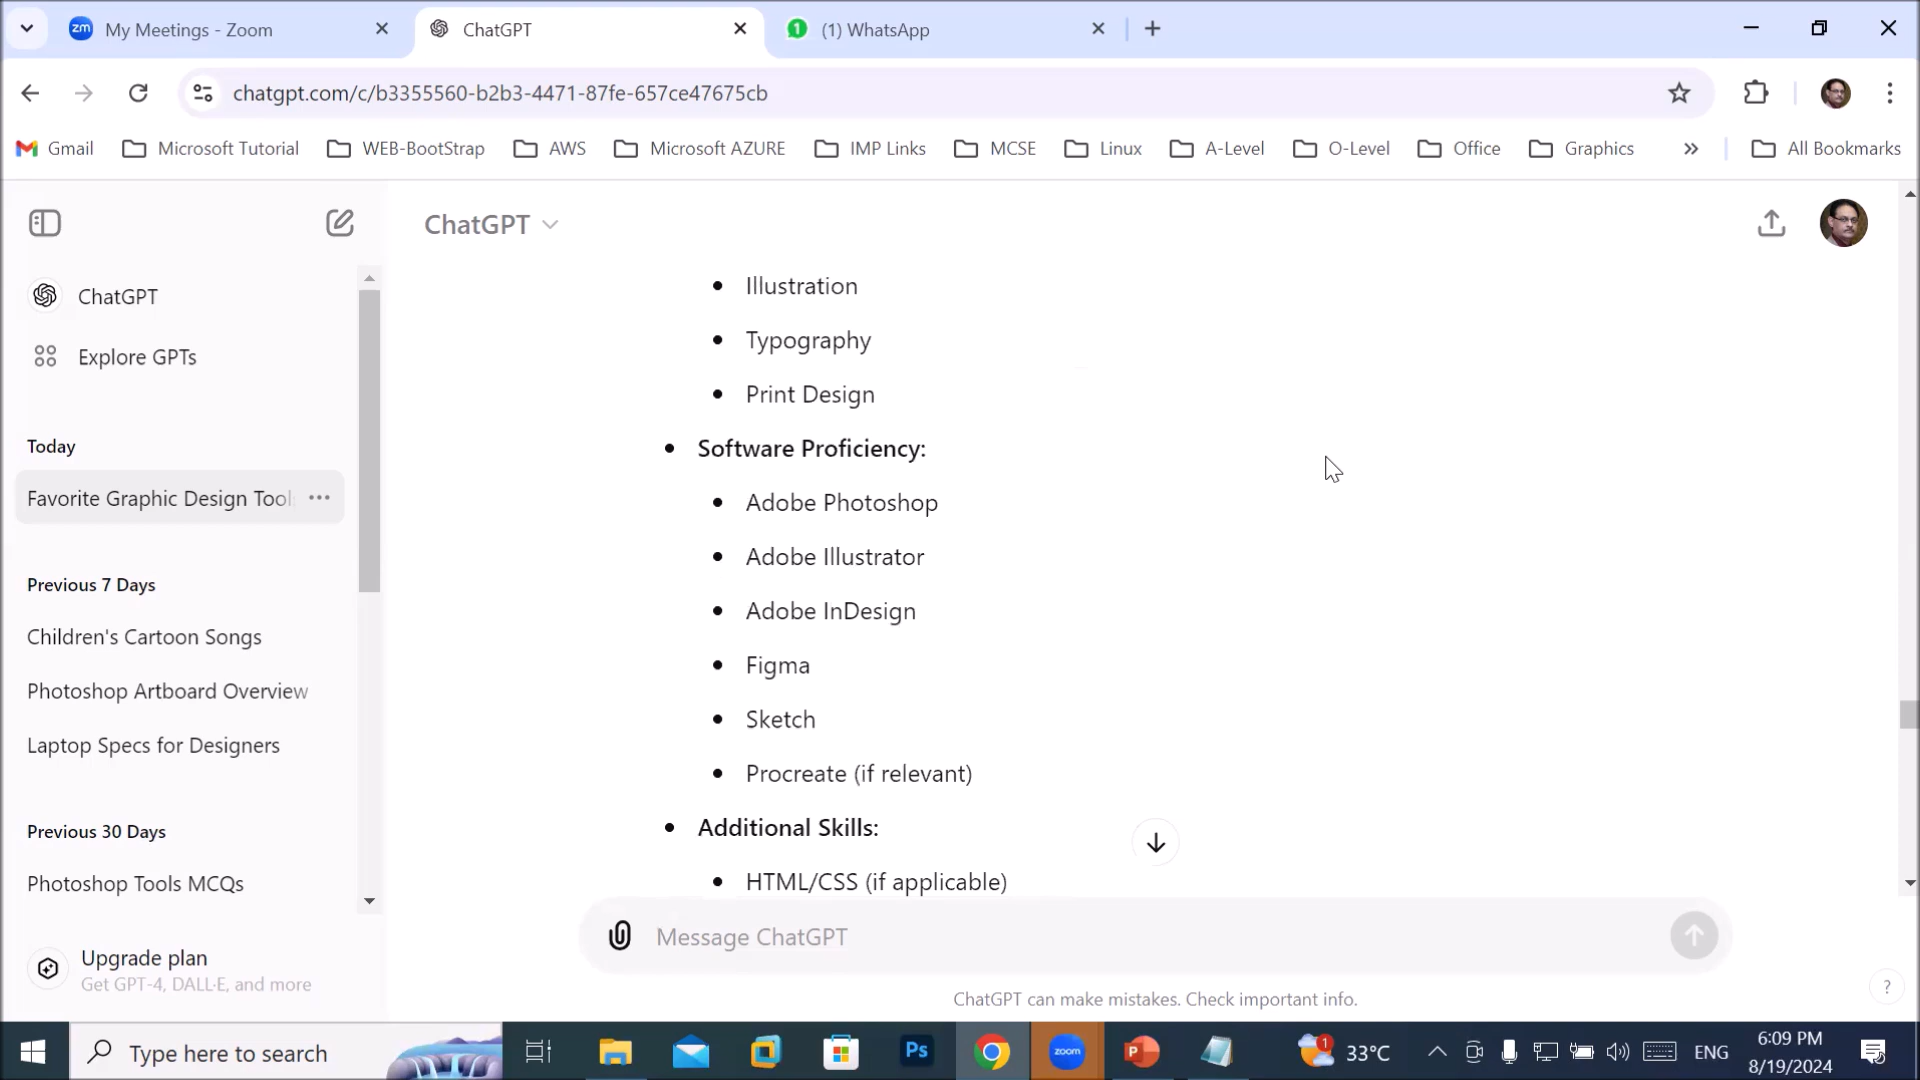 My Meetings - Zoom
ChatGPT
(1) WhatsApp
chatgpt.com/c/b3355560-b2b3-4471-87fe-657ce47675cb
Gmail
Microsoft Tutorial
WEB-BootStrap
AWS
Microsoft AZURE
IMP Links
MCSE
Linux
A-Level
O-Level
Office
Graphics
All Bookmarks
ChatGPT
Explore GPTs
Today
Favorite Graphic Design Tool
Previous 7 Days
Children's Cartoon Songs
Photoshop Artboard Overview
Laptop Specs for Designers
Previous 30 Days
Photoshop Tools MCQs
Upgrade plan
Get GPT-4, DALL·E, and more
ChatGPT
Illustration
Typography
Print Design
Software Proficiency:
Adobe Photoshop
Adobe Illustrator
Adobe InDesign
Figma
Sketch
Procreate (if relevant)
Additional Skills:
HTML/CSS (if applicable)
Message ChatGPT
ChatGPT can make mistakes. Check important info.
?
Type here to search
Ps
zoom
P
1
33°C
ENG
6:09 PM
8/19/2024